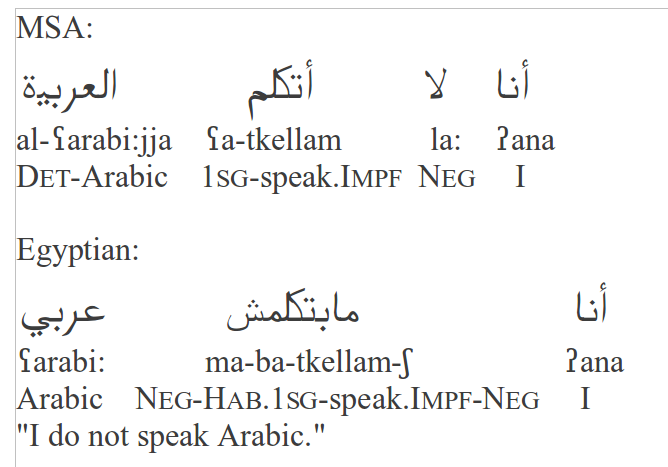 MSA:
أنا لا أتكلم العربية
al-ʕarabi:jja ʕa-tkellam la: ʔana
DET-Arabic 1SG-speak.IMPF NEG I
Egyptian:
أنا مابتكلمش عربي
ʕarabi: ma-ba-tkellam-ʃ ʔana
Arabic NEG-HAB.1SG-speak.IMPF-NEG I
"I do not speak Arabic."